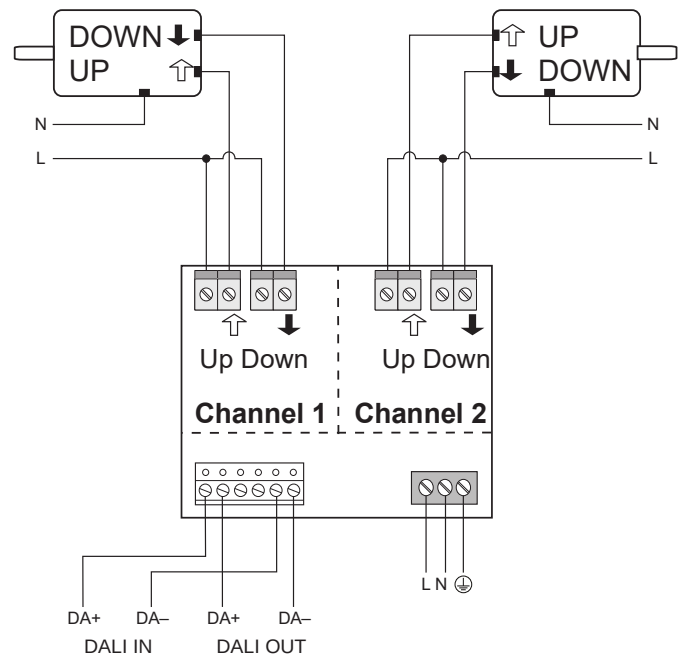 DOWN UP
UP DOWN
N N
L L
Up Down Up Down
Channel 1 Channel 2
L N
DA+ DA– DA+ DA–
DALI IN DALI OUT